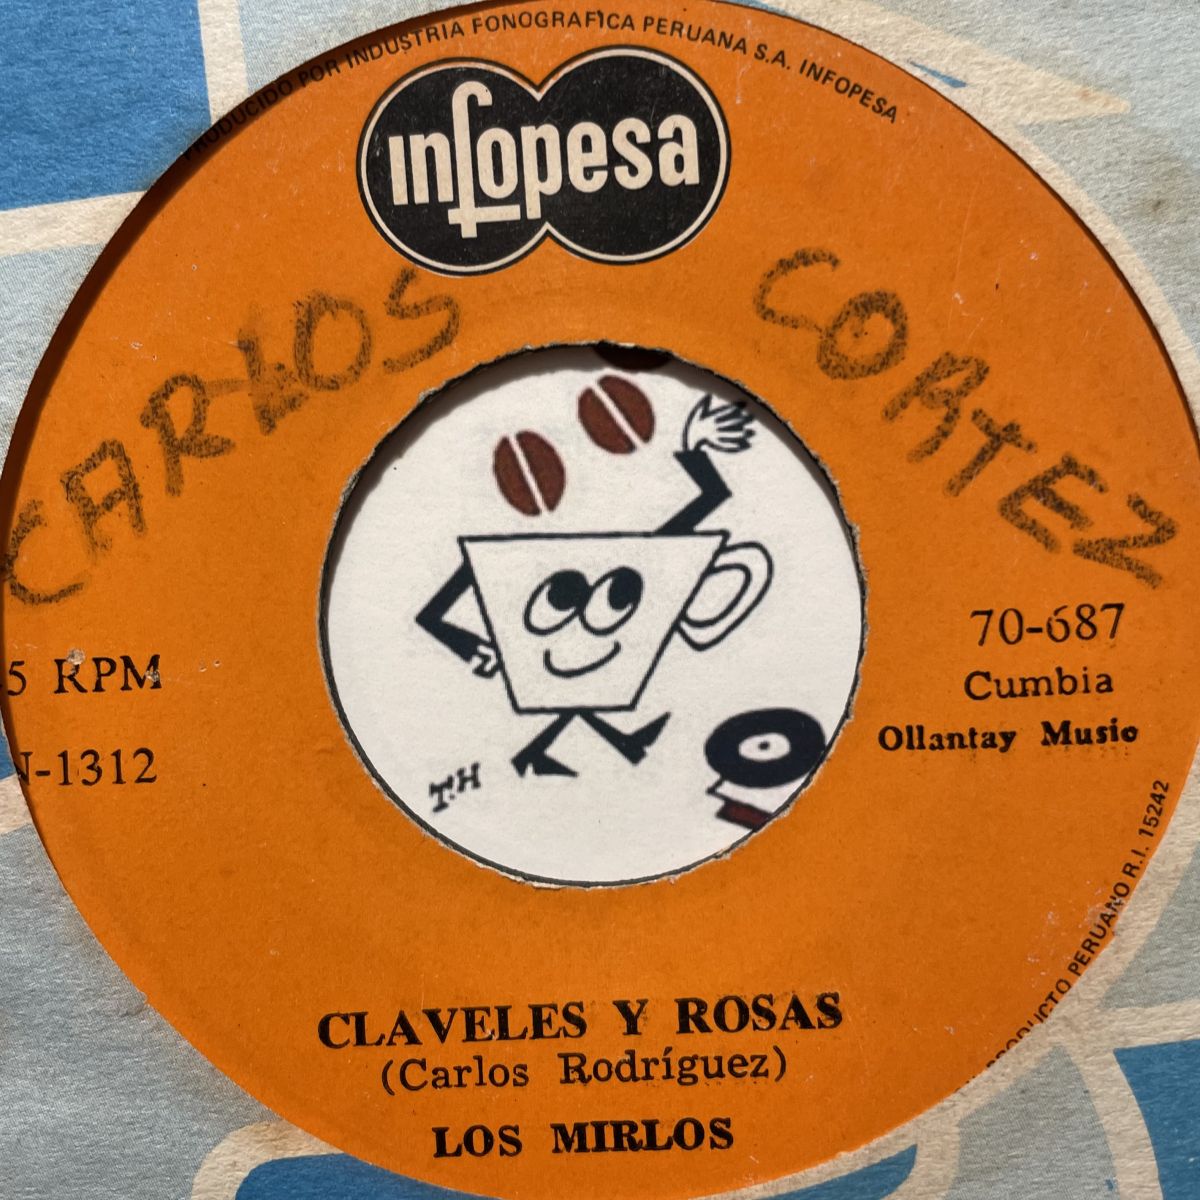 PRODUCIDO POR INDUSTRIA FONOGRAFICA PERUANA S.A. INFOPESA
infopesa
CARLOS CORTEZ
5 RPM
N-1312
70-687
Cumbia
Ollantay Music
T.H
PRODUCTO PERUANO R.I. 15242
CLAVELES Y ROSAS
(Carlos Rodríguez)
LOS MIRLOS